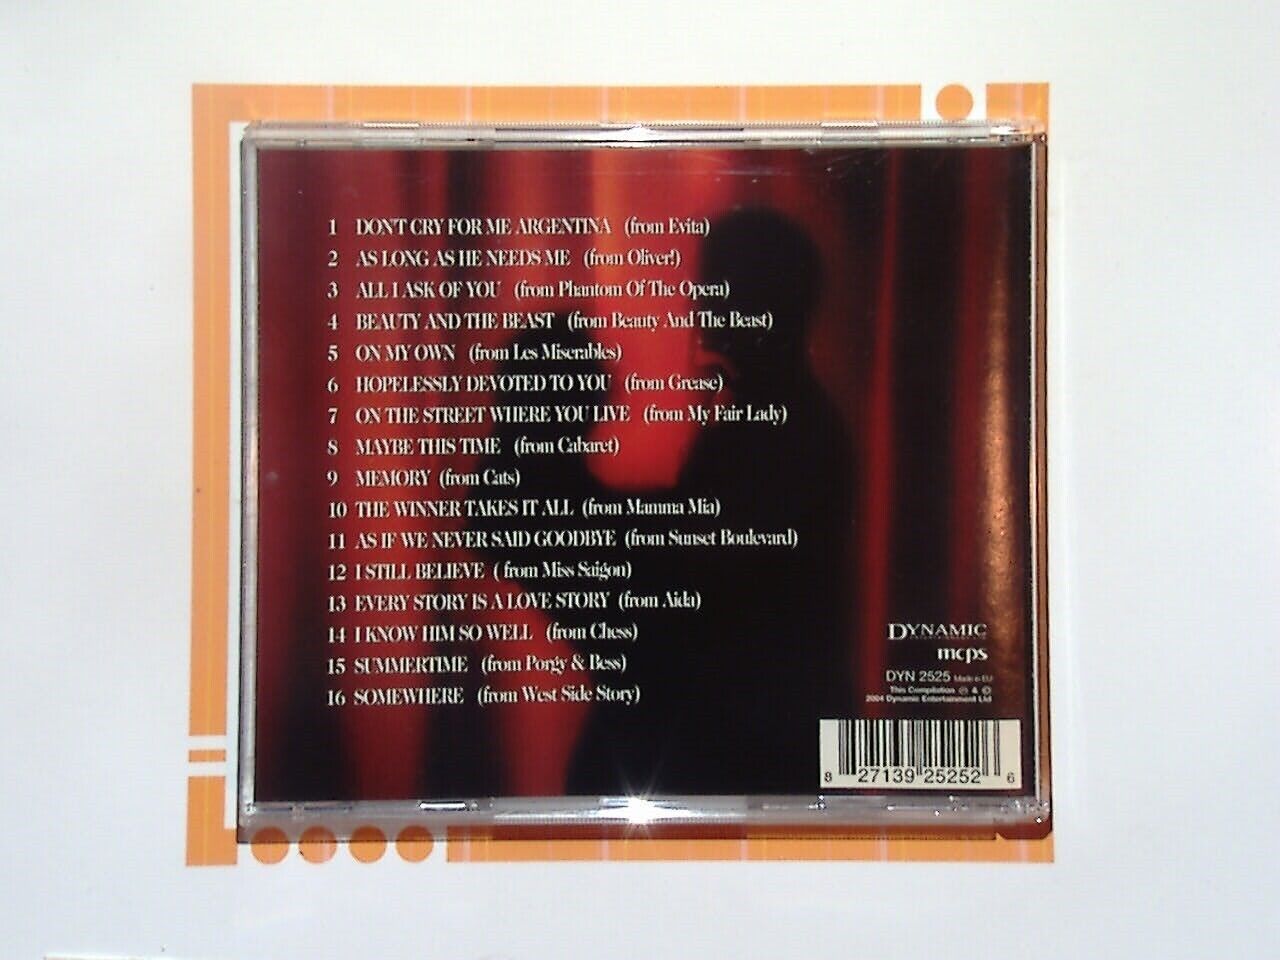 1 DON'T CRY FOR ME ARGENTINA (from Evita)
2 AS LONG AS HE NEEDS ME (from Oliver!)
3 ALL I ASK OF YOU (from Phantom Of The Opera)
4 BEAUTY AND THE BEAST (from Beauty And The Beast)
5 ON MY OWN (from Les Miserables)
6 HOPELESSLY DEVOTED TO YOU (from Grease)
7 ON THE STREET WHERE YOU LIVE (from My Fair Lady)
8 MAYBE THIS TIME (from Cabaret)
9 MEMORY (from Cats)
10 THE WINNER TAKES IT ALL (from Mamma Mia)
11 AS IF WE NEVER SAID GOODBYE (from Sunset Boulevard)
12 I STILL BELIEVE ( from Miss Saigon)
13 EVERY STORY IS A LOVE STORY (from Aida)
14 I KNOW HIM SO WELL (from Chess)
15 SUMMERTIME (from Porgy & Bess)
16 SOMEWHERE (from West Side Story)
DYNAMIC
mcps
DYN 2525 Made in EU
This Compilation ℗ & ©
2004 Dynamic Entertainment Ltd
8 27139 25252 6